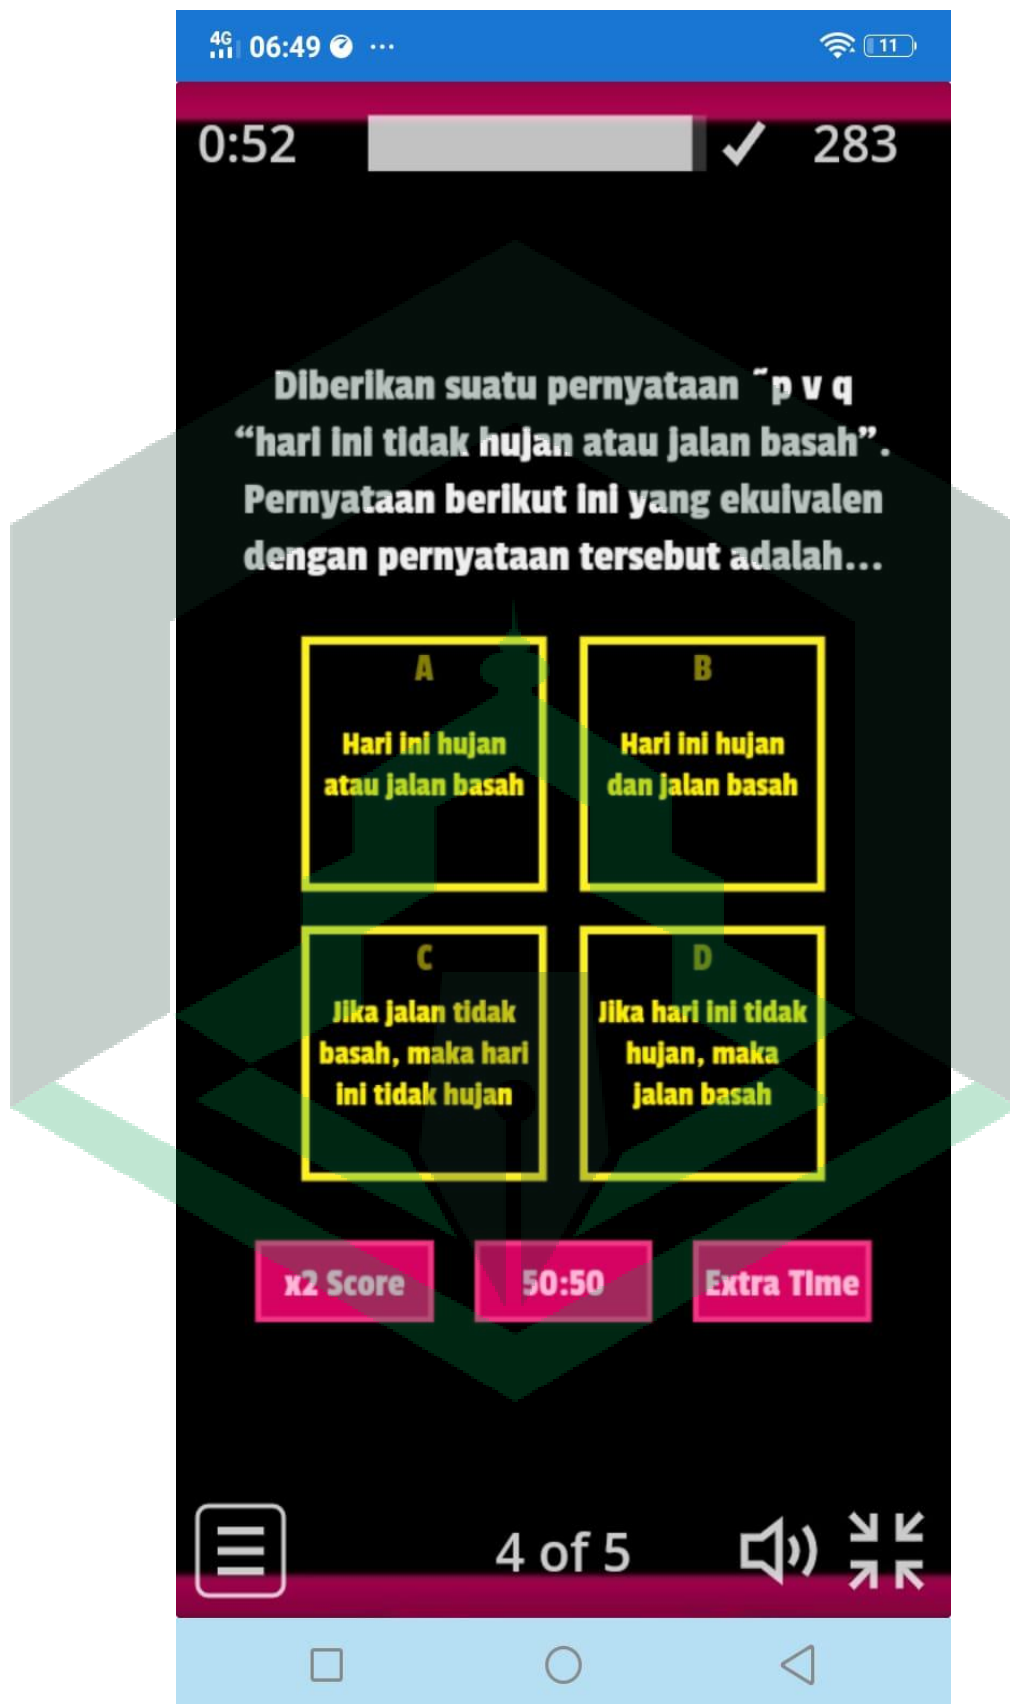 4G 06:49 ... 11
0:52 283
Diberikan suatu pernyataan ˜p v q
“hari ini tidak hujan atau jalan basah”.
Pernyataan berikut ini yang ekuivalen
dengan pernyataan tersebut adalah...
A
Hari ini hujan
atau jalan basah
B
Hari ini hujan
dan jalan basah
C
Jika jalan tidak
basah, maka hari
ini tidak hujan
D
Jika hari ini tidak
hujan, maka
jalan basah
x2 Score
50:50
Extra Time
4 of 5